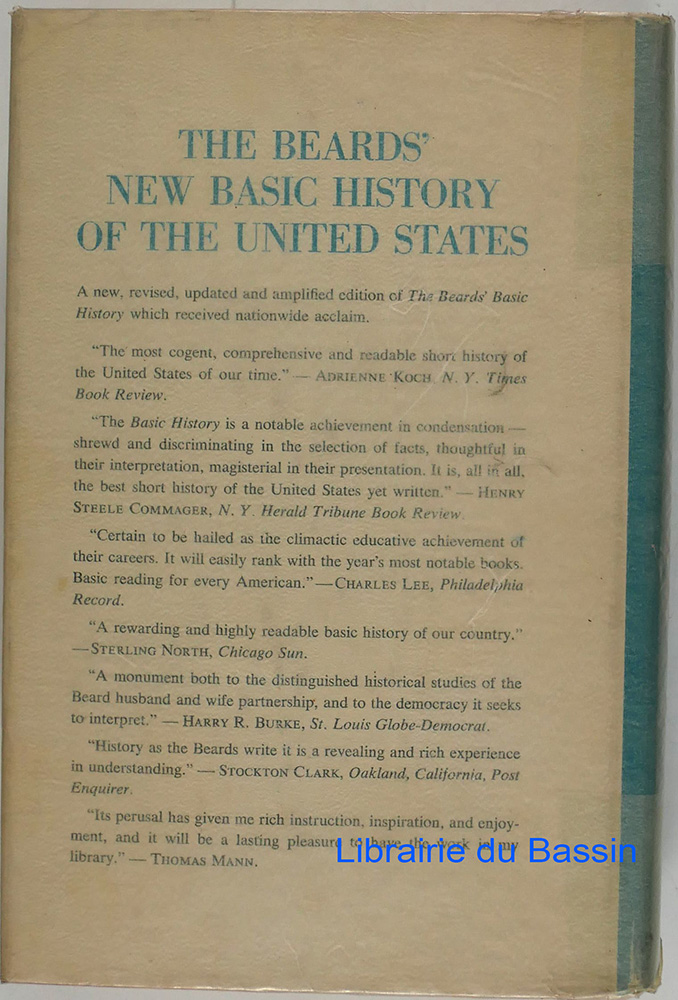 THE BEARDS'
NEW BASIC HISTORY
OF THE UNITED STATES
A new, revised, updated and amplified edition of The Beards' Basic
History which received nationwide acclaim.
"The most cogent, comprehensive and readable short history of
the United States of our time." — ADRIENNE KOCH N. Y. Times
Book Review.
"The Basic History is a notable achievement in condensation —
shrewd and discriminating in the selection of facts, thoughtful in
their interpretation, magisterial in their presentation. It is, all in all,
the best short history of the United States yet written." — HENRY
STEELE COMMAGER, N. Y. Herald Tribune Book Review.
"Certain to be hailed as the climactic educative achievement of
their careers. It will easily rank with the year's most notable books.
Basic reading for every American."—CHARLES LEE, Philadelphia
Record.
"A rewarding and highly readable basic history of our country."
—STERLING NORTH, Chicago Sun.
"A monument both to the distinguished historical studies of the
Beard husband and wife partnership, and to the democracy it seeks
to interpret." — HARRY R. BURKE, St. Louis Globe-Democrat.
"History as the Beards write it is a revealing and rich experience
in understanding." — STOCKTON CLARK, Oakland, California, Post
Enquirer.
"Its perusal has given me rich instruction, inspiration, and enjoy-
ment, and it will be a lasting pleasure to have the work in my
library." — THOMAS MANN.
Librairie du Bassin